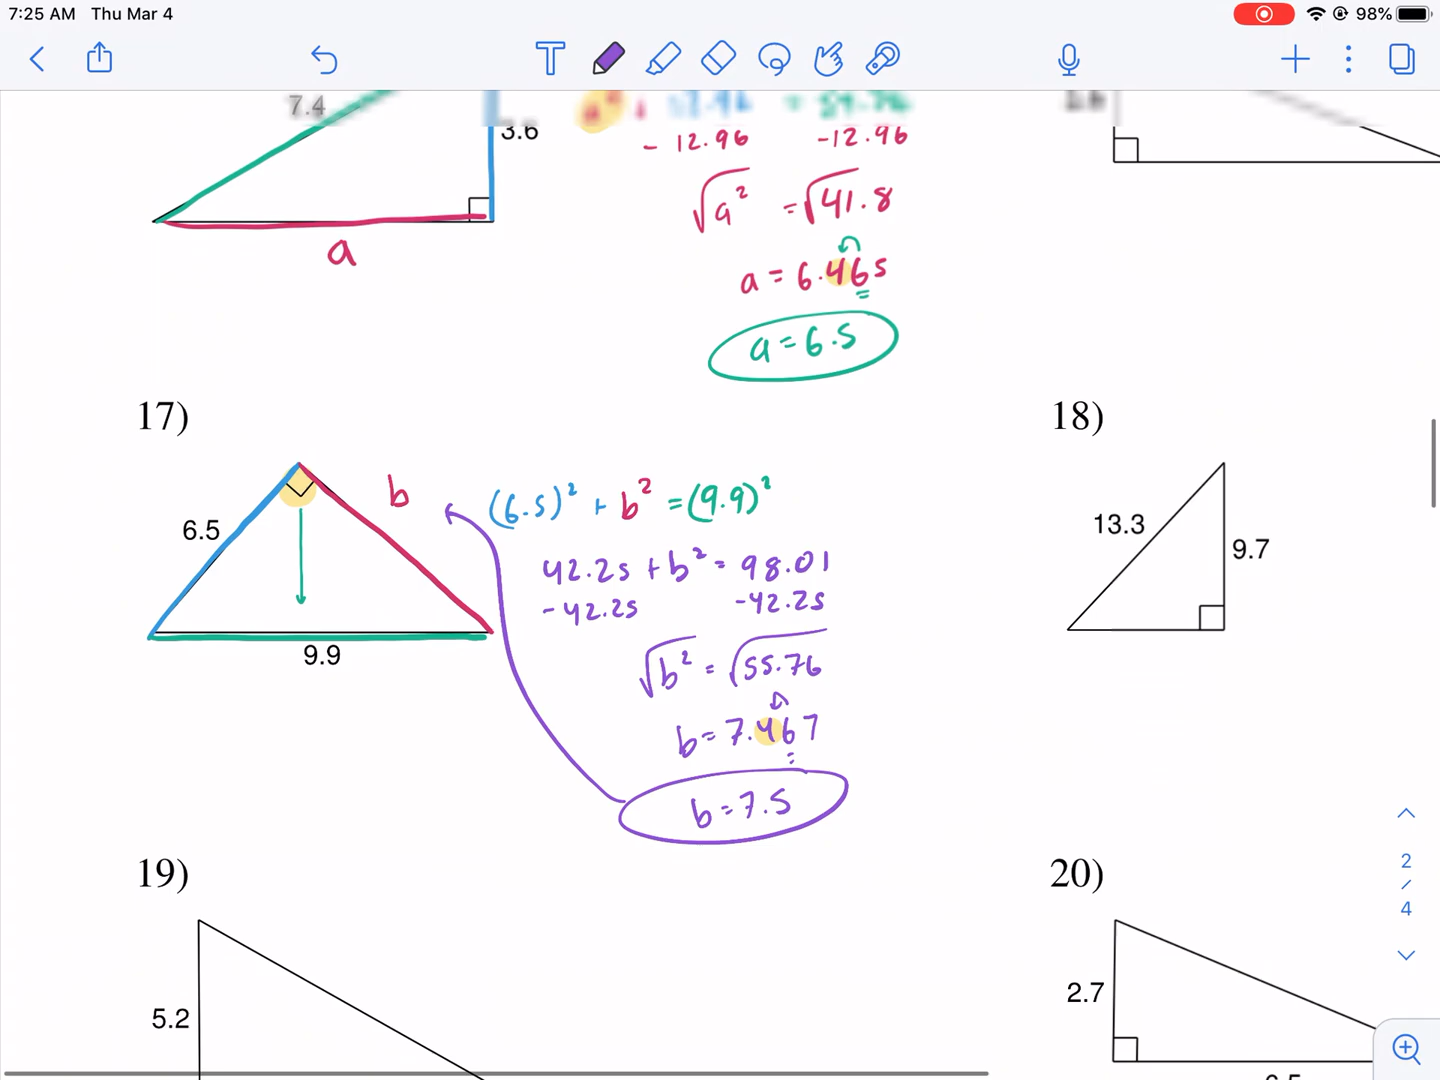 7:25 AM Thu Mar 4
98%
7.4
3.6
- 12.96 -12.96
√a² = √41.8
a = 6.465
a
a = 6.5
17)
18)
6.5
b
(6.5)² + b² = (9.9)²
42.25 + b² = 98.01
-42.25 -42.25
9.9
√b² = √55.76
b = 7.467
b = 7.5
13.3
9.7
19)
20)
2
/
4
5.2
2.7